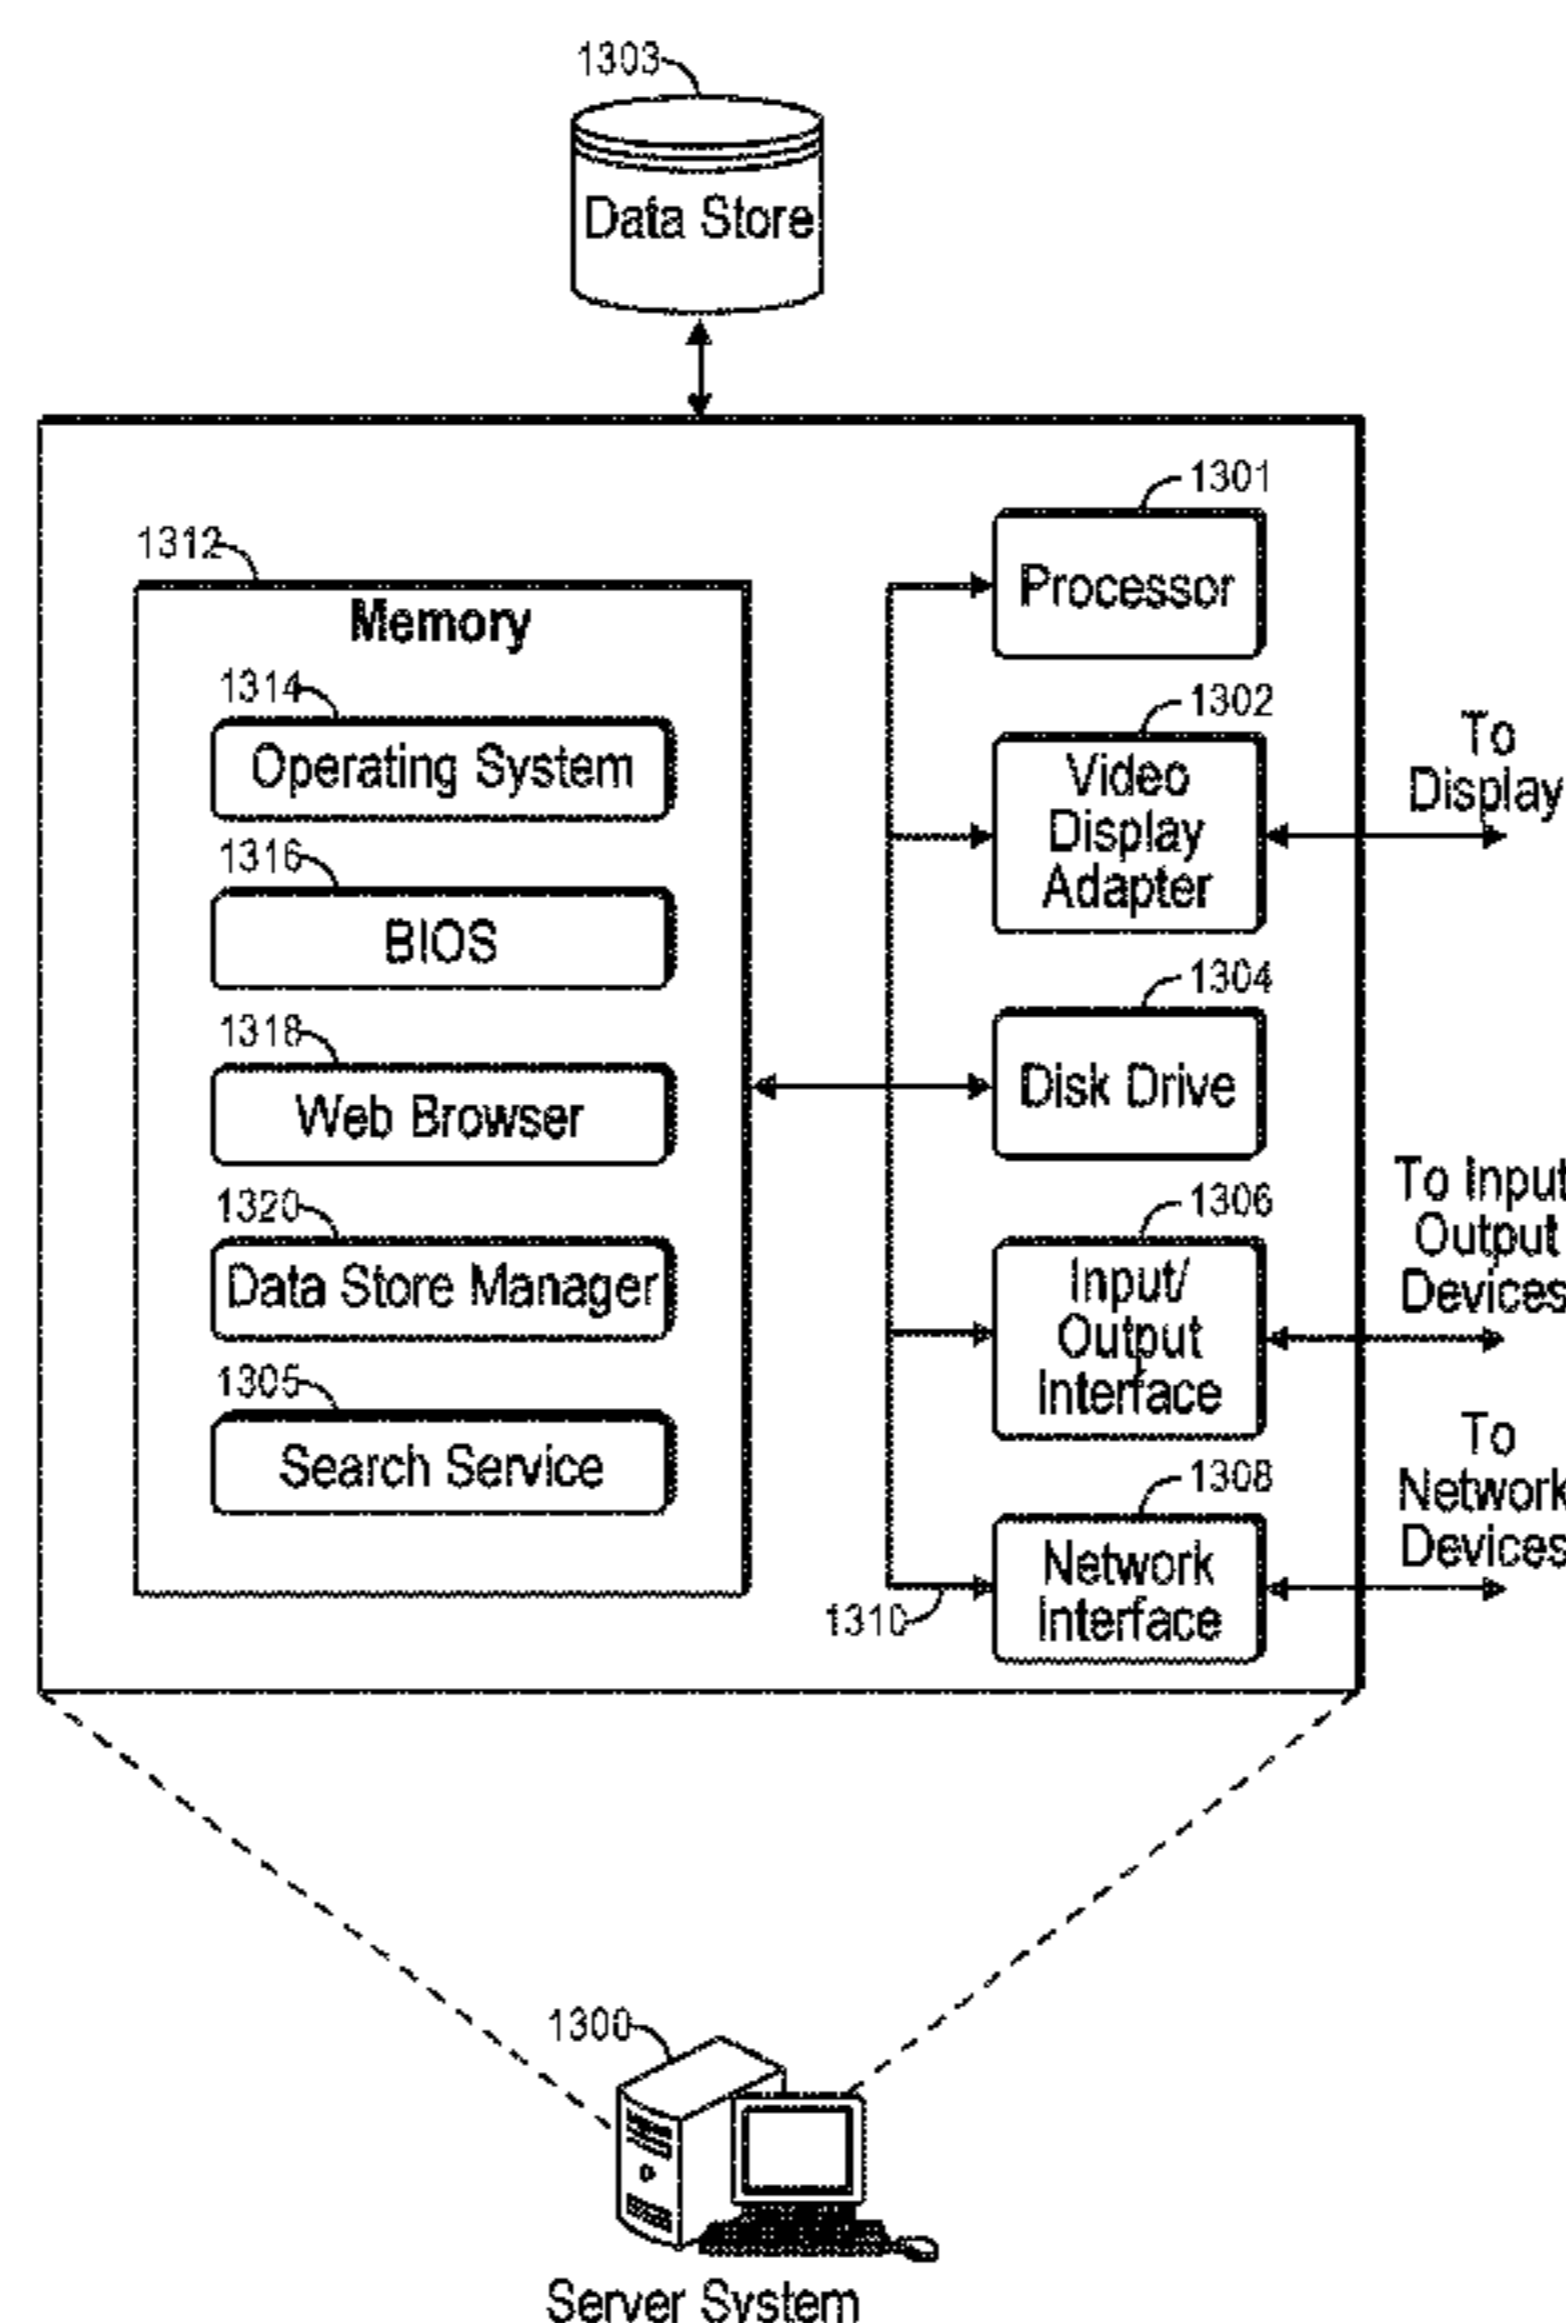 1303
Data Store
1312
Memory
1314
Operating System
1316
BIOS
1318
Web Browser
1320
Data Store Manager
1305
Search Service
1301
Processor
1302
Video
Display
Adapter
To
Display
1304
Disk Drive
1306
Input/
Output
Interface
To Input
Output
Devices
1308
Network
Interface
To
Network
Devices
1310
1300
Server System